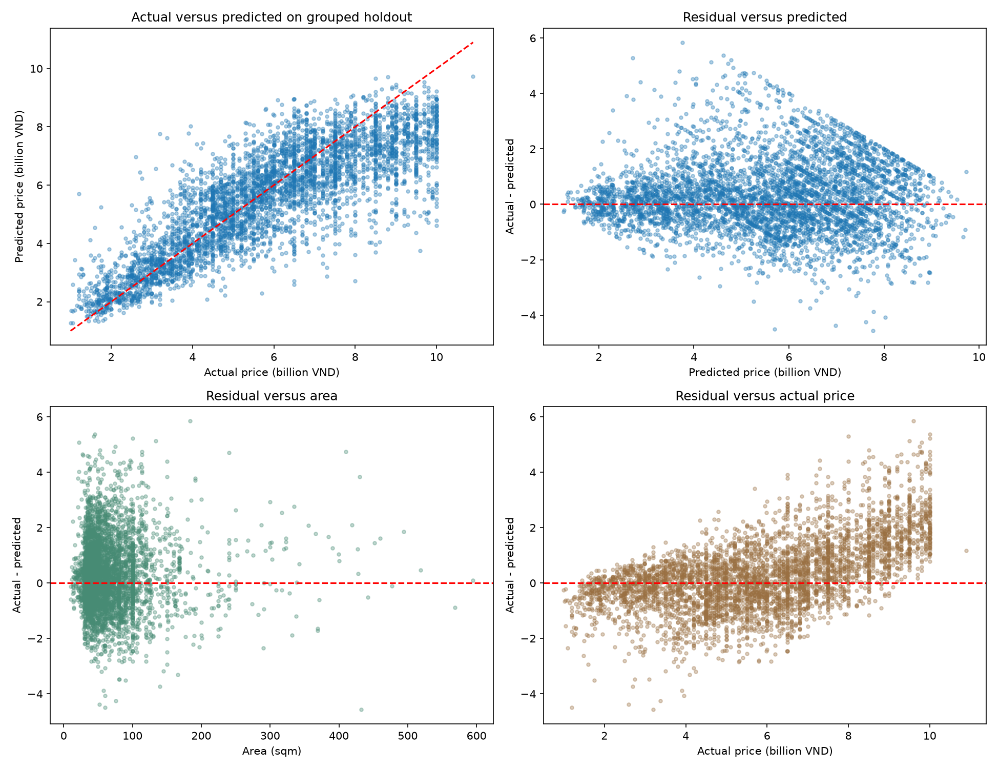 Actual versus predicted on grouped holdout
Predicted price (billion VND)
10
8
6
4
2
2 4 6 8 10
Actual price (billion VND)
Residual versus predicted
Actual - predicted
6
4
2
0
−2
−4
2 4 6 8 10
Predicted price (billion VND)
Residual versus area
Actual - predicted
6
4
2
0
−2
−4
0 100 200 300 400 500 600
Area (sqm)
Residual versus actual price
Actual - predicted
6
4
2
0
−2
−4
2 4 6 8 10
Actual price (billion VND)